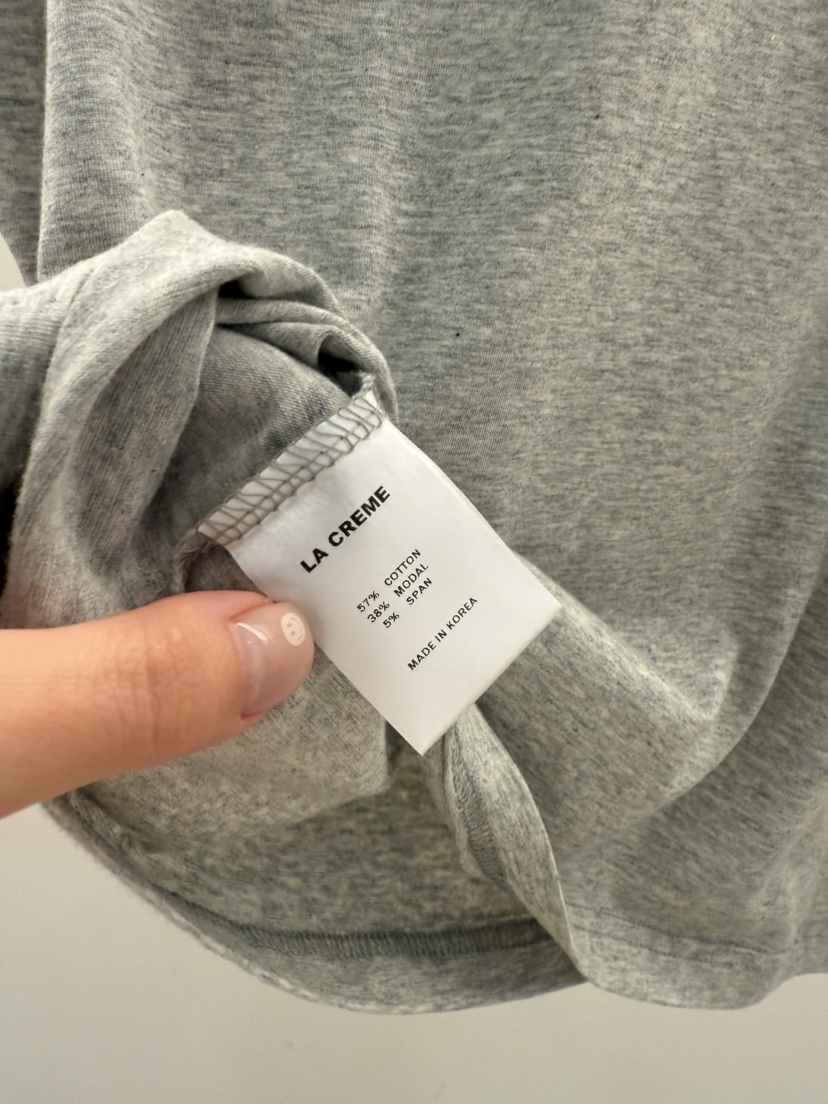 LA CREME
57% COTTON
38% MODAL
5% SPAN
MADE IN KOREA